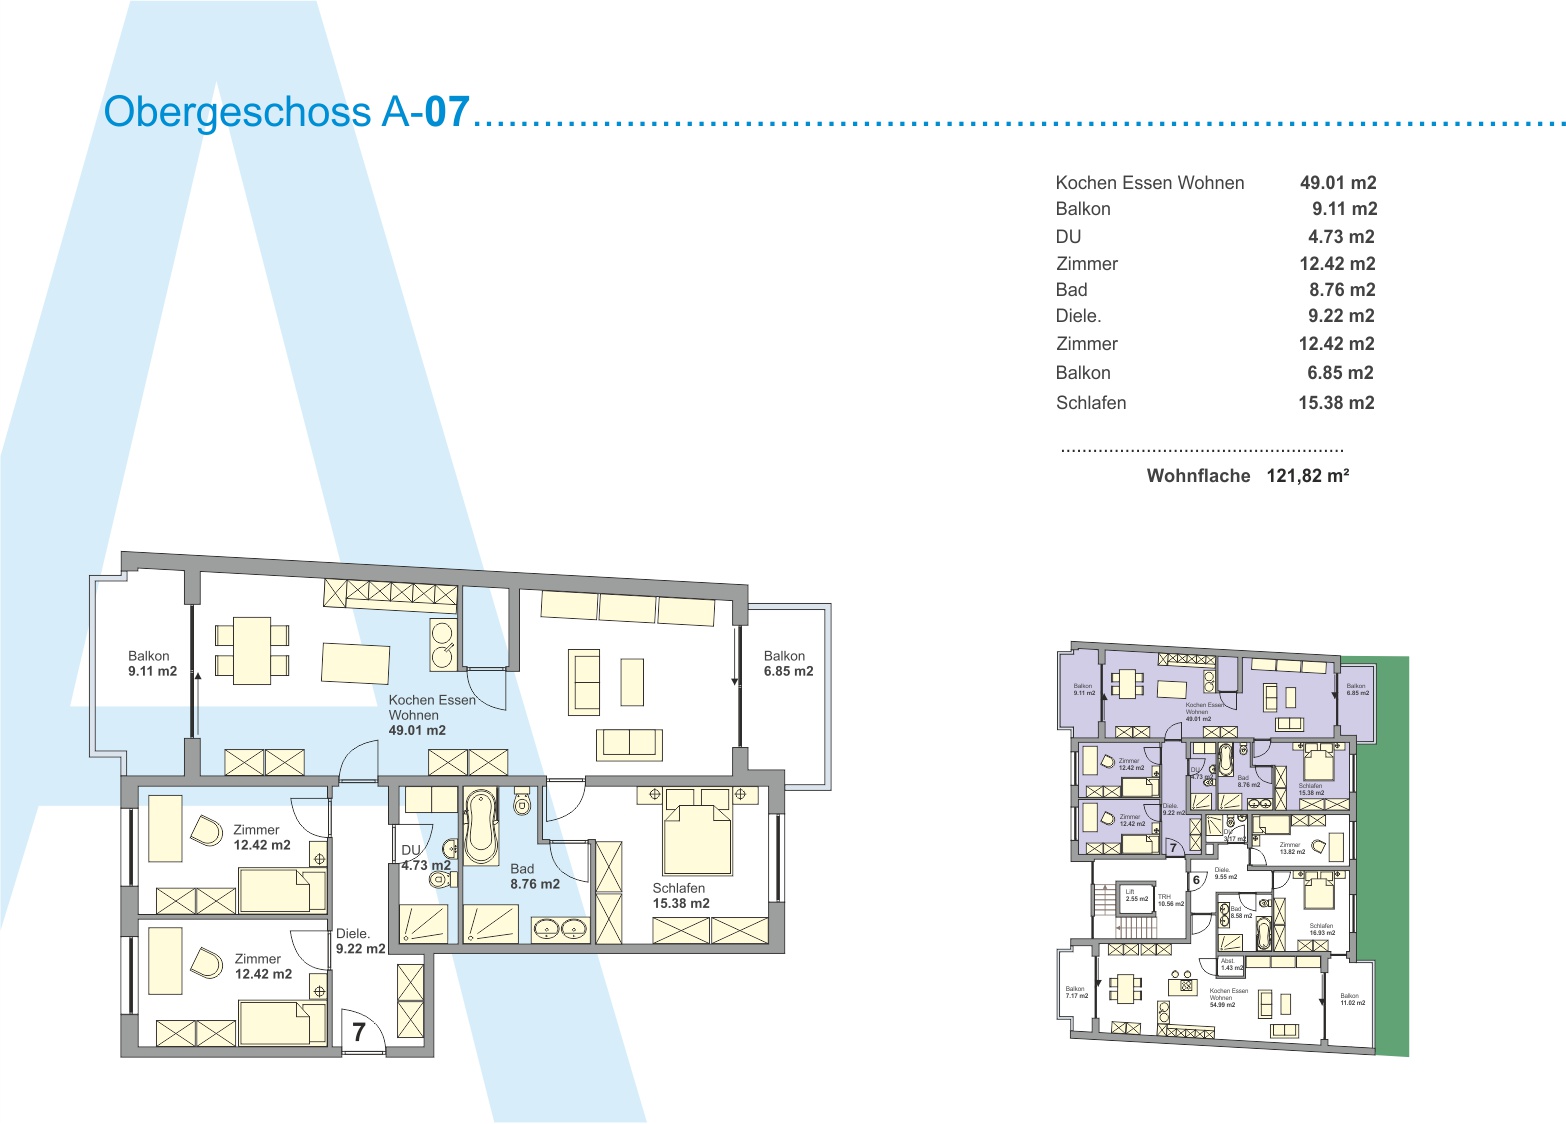 Obergeschoss A-07
Kochen Essen Wohnen 49.01 m2
Balkon 9.11 m2
DU 4.73 m2
Zimmer 12.42 m2
Bad 8.76 m2
Diele. 9.22 m2
Zimmer 12.42 m2
Balkon 6.85 m2
Schlafen 15.38 m2
Wohnflache 121,82 m²
Balkon
9.11 m2
Kochen Essen
Wohnen
49.01 m2
Balkon
6.85 m2
Zimmer
12.42 m2
DU
4.73 m2
Bad
8.76 m2
Schlafen
15.38 m2
Diele.
9.22 m2
Zimmer
12.42 m2
7
Balkon
9.11 m2
Kochen Essen
Wohnen
49.01 m2
Balkon
6.85 m2
Zimmer
12.42 m2
DU
4.73 m2
Bad
8.76 m2
Schlafen
15.38 m2
Diele.
9.22 m2
Zimmer
12.42 m2
7
DU
3.17 m2
Zimmer
13.82 m2
Diele.
9.55 m2
6
Lift
2.55 m2
TRH
10.56 m2
Bad
8.58 m2
Schlafen
16.93 m2
Abst.
1.43 m2
Balkon
7.17 m2
Kochen Essen
Wohnen
54.99 m2
Balkon
11.02 m2